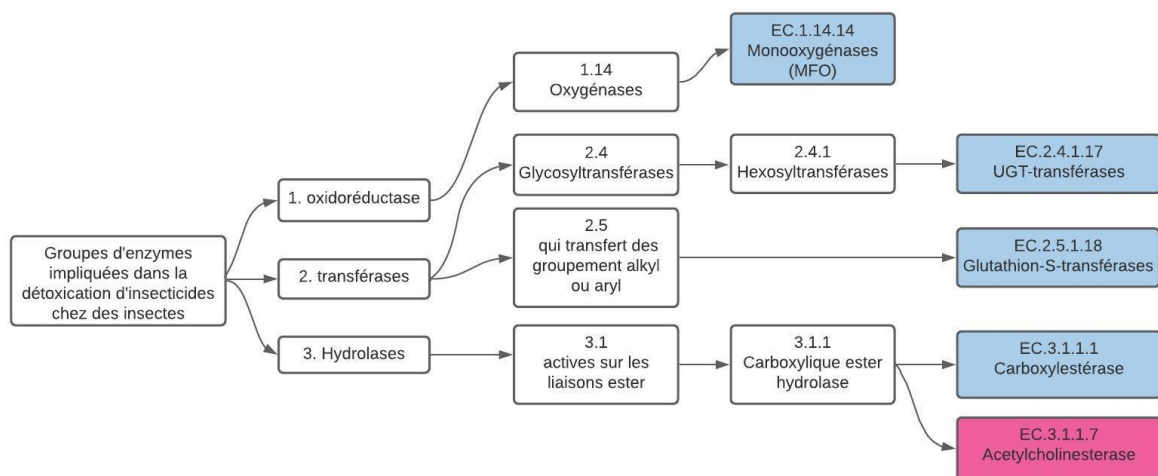 Groupes d'enzymes
impliquées dans la
détoxication d'insecticides
chez des insectes
1. oxidoréductase
2. transférases
3. Hydrolases
1.14
Oxygénases
2.4
Glycosyltransférases
2.5
qui transfert des
groupement alkyl
ou aryl
3.1
actives sur les
liaisons ester
EC.1.14.14
Monooxygénases
(MFO)
2.4.1
Hexosyltransférases
3.1.1
Carboxylique ester
hydrolase
EC.2.4.1.17
UGT-transférases
EC.2.5.1.18
Glutathion-S-transférases
EC.3.1.1.1
Carboxylestérase
EC.3.1.1.7
Acetylcholinesterase